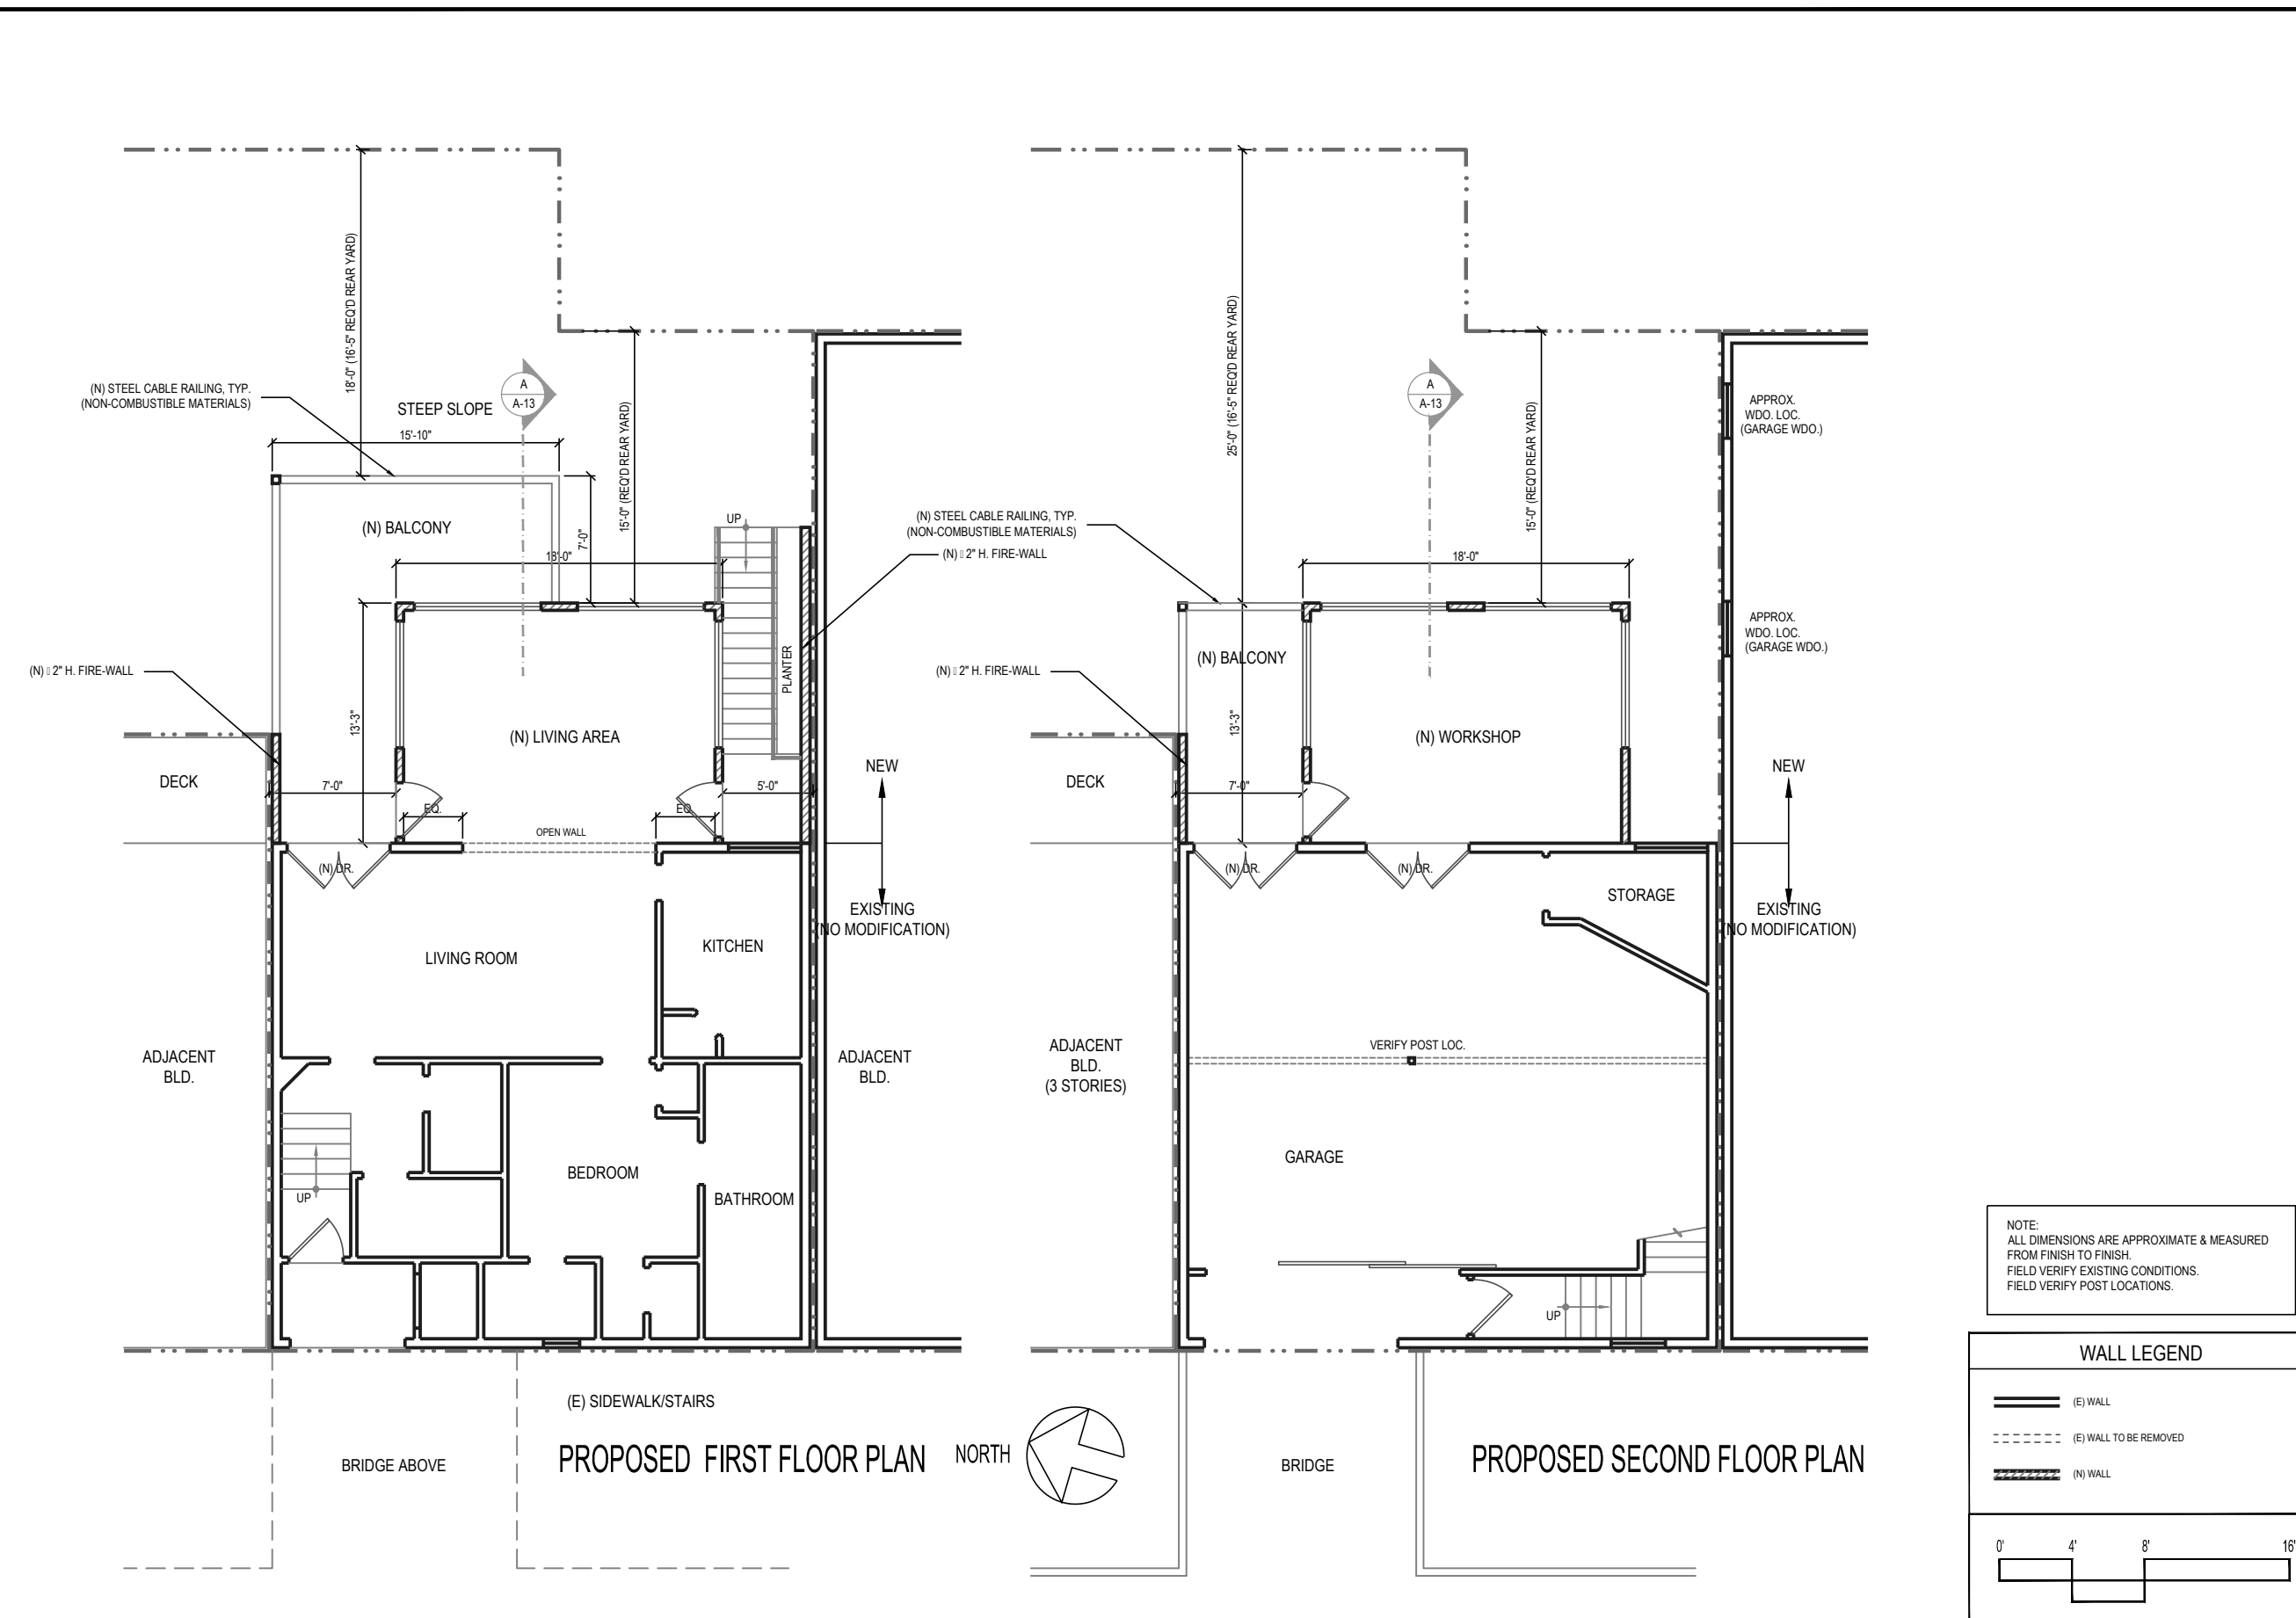 18'-0" (16'-5" REQ'D REAR YARD)
(N) STEEL CABLE RAILING, TYP.
(NON-COMBUSTIBLE MATERIALS)
STEEP SLOPE
A
A-13
15'-10"
15'-0" (REQ'D REAR YARD)
(N) BALCONY
7'-0"
18'-0"
UP
(N) 2" H. FIRE-WALL
PLANTER
(N) 2" H. FIRE-WALL
13'-3"
(N) LIVING AREA
DECK
7'-0"
5'-0"
NEW
EQ.
EQ.
OPEN WALL
(N) DR.
EXISTING
(NO MODIFICATION)
KITCHEN
LIVING ROOM
ADJACENT
BLD.
ADJACENT
BLD.
BEDROOM
UP
BATHROOM
(E) SIDEWALK/STAIRS
BRIDGE ABOVE
PROPOSED FIRST FLOOR PLAN
NORTH
25'-0" (16'-5" REQ'D REAR YARD)
A
A-13
15'-0" (REQ'D REAR YARD)
APPROX.
WDO. LOC.
(GARAGE WDO.)
(N) STEEL CABLE RAILING, TYP.
(NON-COMBUSTIBLE MATERIALS)
18'-0"
APPROX.
WDO. LOC.
(GARAGE WDO.)
(N) BALCONY
(N) 2" H. FIRE-WALL
13'-3"
(N) WORKSHOP
DECK
7'-0"
NEW
(N) DR.
(N) DR.
STORAGE
EXISTING
(NO MODIFICATION)
VERIFY POST LOC.
ADJACENT
BLD.
(3 STORIES)
GARAGE
UP
BRIDGE
PROPOSED SECOND FLOOR PLAN
NOTE:
ALL DIMENSIONS ARE APPROXIMATE & MEASURED
FROM FINISH TO FINISH.
FIELD VERIFY EXISTING CONDITIONS.
FIELD VERIFY POST LOCATIONS.
WALL LEGEND
(E) WALL
(E) WALL TO BE REMOVED
(N) WALL
0' 4' 8' 16'